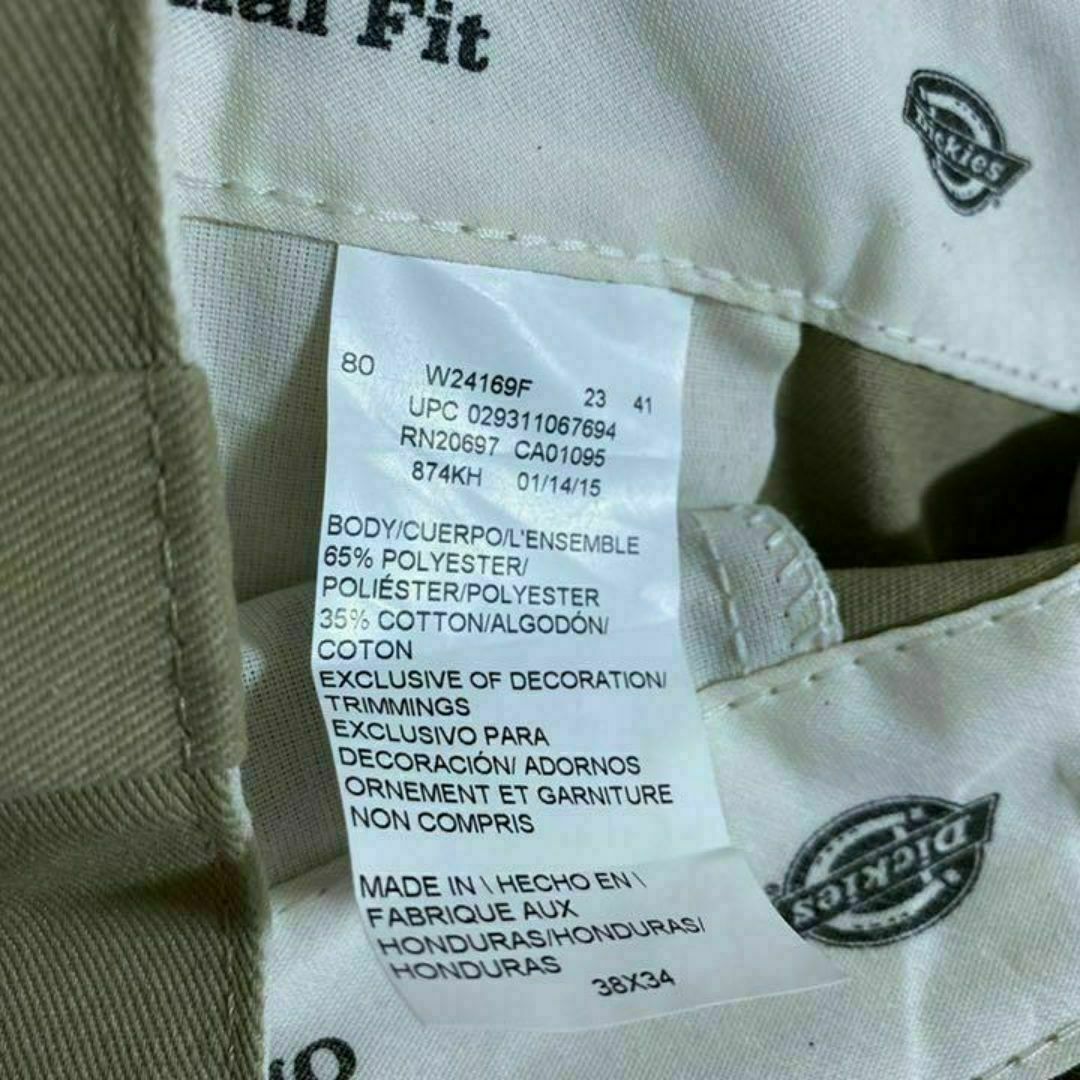 Fit
Dickies
80 W24169F 23 41
UPC 029311067694
RN20697 CA01095
874KH 01/14/15
BODY/CUERPO/L'ENSEMBLE
65% POLYESTER/
POLIÉSTER/POLYESTER
35% COTTON/ALGODÓN/
COTON
EXCLUSIVE OF DECORATION/
TRIMMINGS
EXCLUSIVO PARA
DECORACIÓN/ ADORNOS
ORNEMENT ET GARNITURE
NON COMPRIS
MADE IN \ HECHO EN \
FABRIQUE AUX
HONDURAS/HONDURAS/
HONDURAS
38X34
Dickies